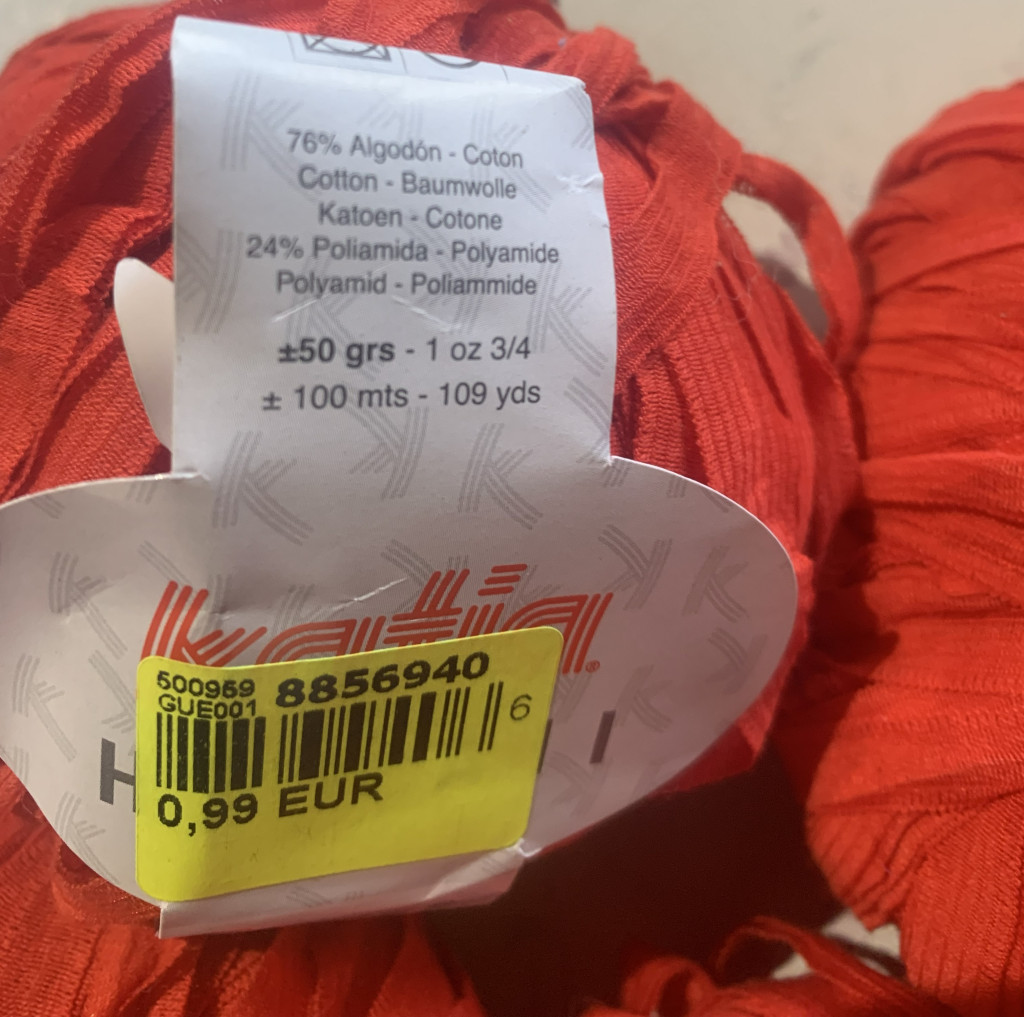 76% Algodón - Coton
Cotton - Baumwolle
Katoen - Cotone
24% Poliamida - Polyamide
Polyamid - Poliammide
±50 grs - 1 oz 3/4
± 100 mts - 109 yds
katia®
500959 8856940
GUE001
6
0,99 EUR